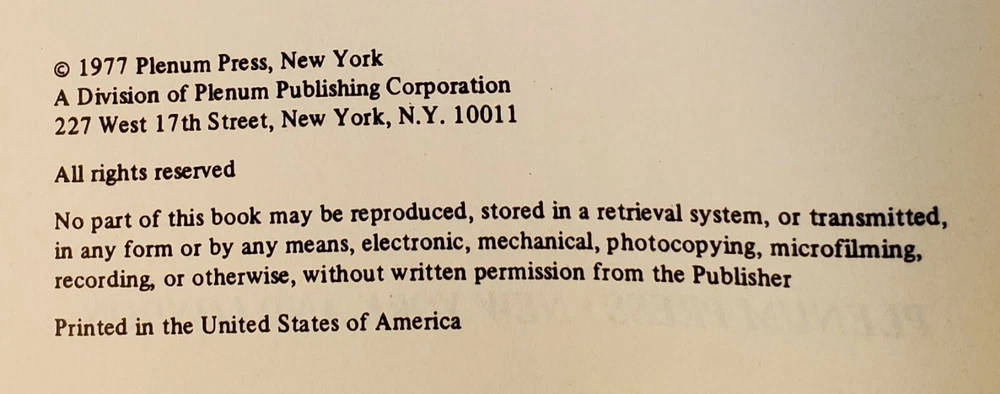 © 1977 Plenum Press, New York
A Division of Plenum Publishing Corporation
227 West 17th Street, New York, N.Y. 10011
All rights reserved
No part of this book may be reproduced, stored in a retrieval system, or transmitted,
in any form or by any means, electronic, mechanical, photocopying, microfilming,
recording, or otherwise, without written permission from the Publisher
Printed in the United States of America